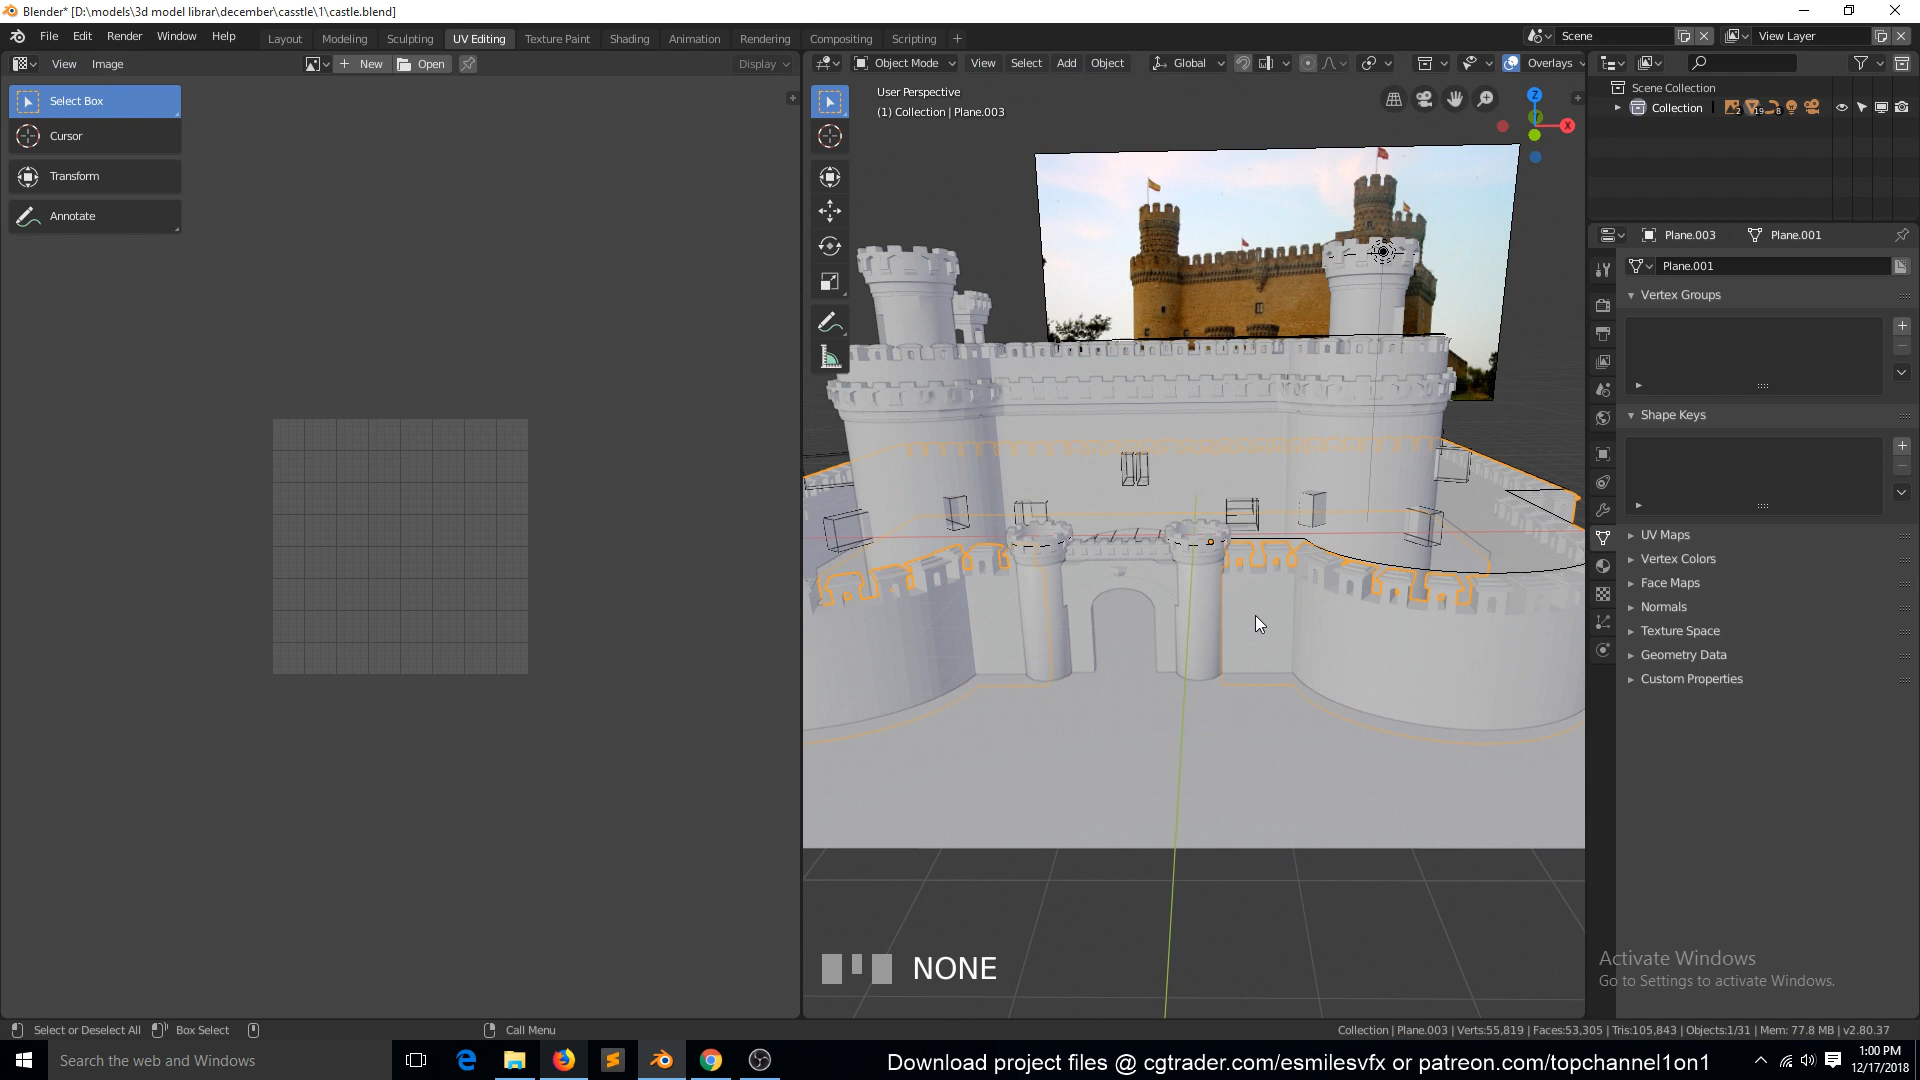 Blender* [D:\models\3d model librar\december\casstle\1\castle.blend]
File Edit Render Window Help
Layout Modeling Sculpting UV Editing Texture Paint Shading Animation Rendering Compositing Scripting +
Scene
View Layer
View Image
New Open
Display
Object Mode View Select Add Object Global Overlays
Select Box
Cursor
Transform
Annotate
User Perspective
(1) Collection | Plane.003
Z
X
Scene Collection
Collection 2 19 8
Plane.003 Plane.001
Plane.001
Vertex Groups
Shape Keys
UV Maps
Vertex Colors
Face Maps
Normals
Texture Space
Geometry Data
Custom Properties
NONE
Activate Windows
Go to Settings to activate Windows.
Select or Deselect All Box Select Call Menu
Collection | Plane.003 | Verts:55,819 | Faces:53,305 | Tris:105,843 | Objects:1/31 | Mem: 77.8 MB | v2.80.37
Search the web and Windows
Download project files @ cgtrader.com/esmilesvfx or patreon.com/topchannel1on1
1:00 PM
12/17/2018